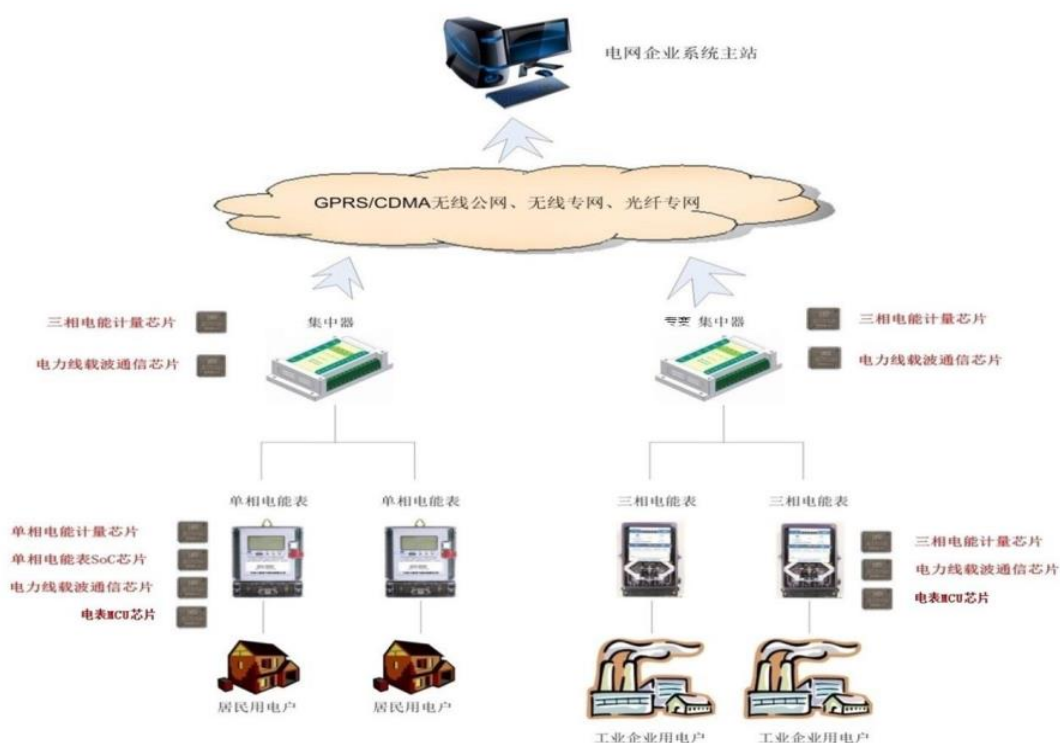 电网企业系统主站
GPRS/CDMA无线公网、无线专网、光纤专网
三相电能计量芯片
集中器
专变 集中器
三相电能计量芯片
电力线载波通信芯片
电力线载波通信芯片
单相电能表
单相电能表
三相电能表
三相电能表
单相电能计量芯片
单相电能表SoC芯片
电力线载波通信芯片
电表MCU芯片
三相电能计量芯片
电力线载波通信芯片
电表MCU芯片
居民用电户
居民用电户
工业企业用电户
工业企业用电户